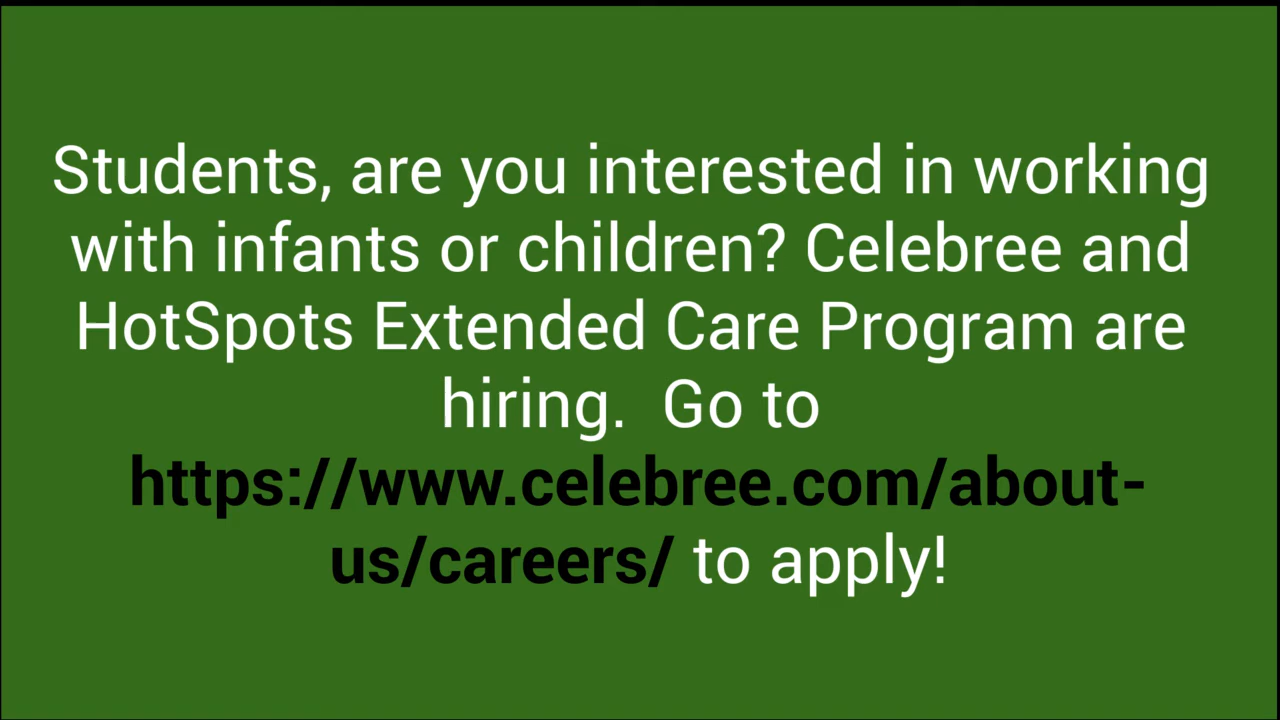 Students, are you interested in working
with infants or children? Celebree and
HotSpots Extended Care Program are
hiring.  Go to
https://www.celebree.com/about-
us/careers/ to apply!